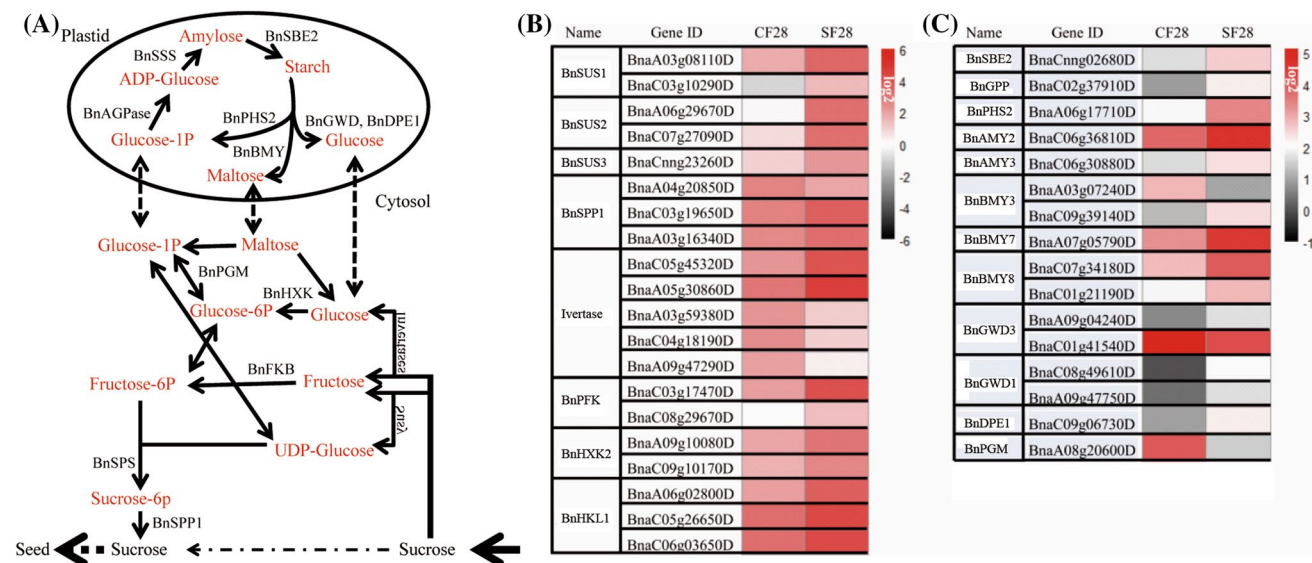 (A)
Plastid
Amylose
BnSBE2
BnSSS
Starch
ADP-Glucose
BnAGPase
BnPHS2
BnGWD, BnDPE1
Glucose-1P
Glucose
BnBMY
Maltose
Cytosol
Glucose-1P
Maltose
BnPGM
BnHXK
Glucose-6P
Glucose
Invertases
BnFKB
Fructose-6P
Fructose
Susy
UDP-Glucose
BnSPS
Sucrose-6p
BnSPP1
Seed
Sucrose
Sucrose
(B)
Name Gene ID CF28 SF28
BnSUS1
BnaA03g08110D
BnaC03g10290D
BnSUS2
BnaA06g29670D
BnaC07g27090D
BnSUS3
BnaCnng23260D
BnSPP1
BnaA04g20850D
BnaC03g19650D
BnaA03g16340D
Ivertase
BnaC05g45320D
BnaA05g30860D
BnaA03g59380D
BnaC04g18190D
BnaA09g47290D
BnPFK
BnaC03g17470D
BnaC08g29670D
BnHXK2
BnaA09g10080D
BnaC09g10170D
BnHKL1
BnaA06g02800D
BnaC05g26650D
BnaC06g03650D
6
log2
4
2
0
-2
-4
-6
(C)
Name Gene ID CF28 SF28
BnSBE2 BnaCnng02680D
BnGPP BnaC02g37910D
BnPHS2 BnaA06g17710D
BnAMY2 BnaC06g36810D
BnAMY3 BnaC06g30880D
BnBMY3
BnaA03g07240D
BnaC09g39140D
BnBMY7 BnaA07g05790D
BnBMY8
BnaC07g34180D
BnaC01g21190D
BnGWD3
BnaA09g04240D
BnaC01g41540D
BnGWD1
BnaC08g49610D
BnaA09g47750D
BnDPE1 BnaC09g06730D
BnPGM BnaA08g20600D
5
log2
4
3
2
1
0
-1